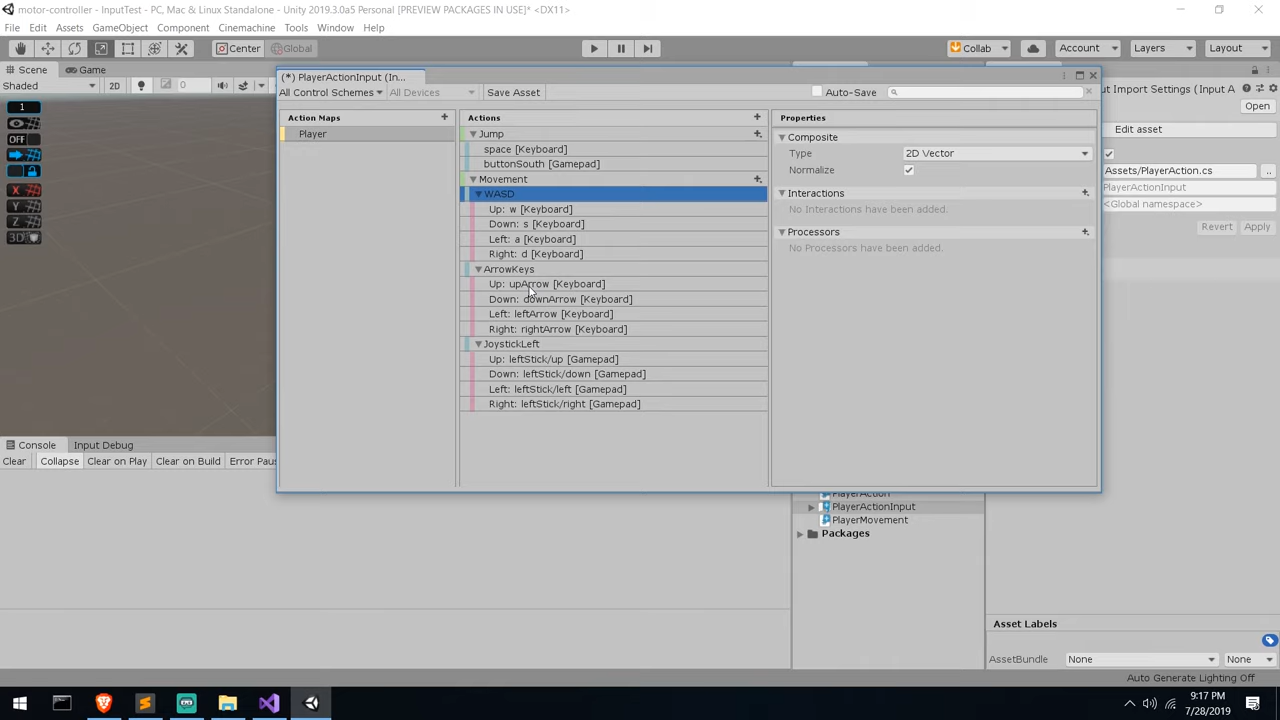 motor-controller - InputTest - PC, Mac & Linux Standalone - Unity 2019.3.0a5 Personal [PREVIEW PACKAGES IN USE]* <DX11>
File Edit Assets GameObject Component Cinemachine Tools Window Help
Center Global Collab Account Layers Layout
Scene Game
Shaded 2D 0
1
OFF
X
Y
Z
3D
(*) PlayerActionInput (In...
All Control Schemes All Devices Save Asset Auto-Save
Action Maps
Player
Actions
Jump
space [Keyboard]
buttonSouth [Gamepad]
Movement
WASD
Up: w [Keyboard]
Down: s [Keyboard]
Left: a [Keyboard]
Right: d [Keyboard]
ArrowKeys
Up: upArrow [Keyboard]
Down: downArrow [Keyboard]
Left: leftArrow [Keyboard]
Right: rightArrow [Keyboard]
JoystickLeft
Up: leftStick/up [Gamepad]
Down: leftStick/down [Gamepad]
Left: leftStick/left [Gamepad]
Right: leftStick/right [Gamepad]
Properties
Composite
Type 2D Vector
Normalize
Interactions
No Interactions have been added.
Processors
No Processors have been added.
ut Import Settings (Input A
Open
Edit asset
Assets/PlayerAction.cs ..
PlayerActionInput
<Global namespace>
Revert Apply
Console Input Debug
Clear Collapse Clear on Play Clear on Build Error Paus
PlayerAction
PlayerActionInput
PlayerMovement
Packages
Asset Labels
AssetBundle None None
Auto Generate Lighting Off
9:17 PM
7/28/2019